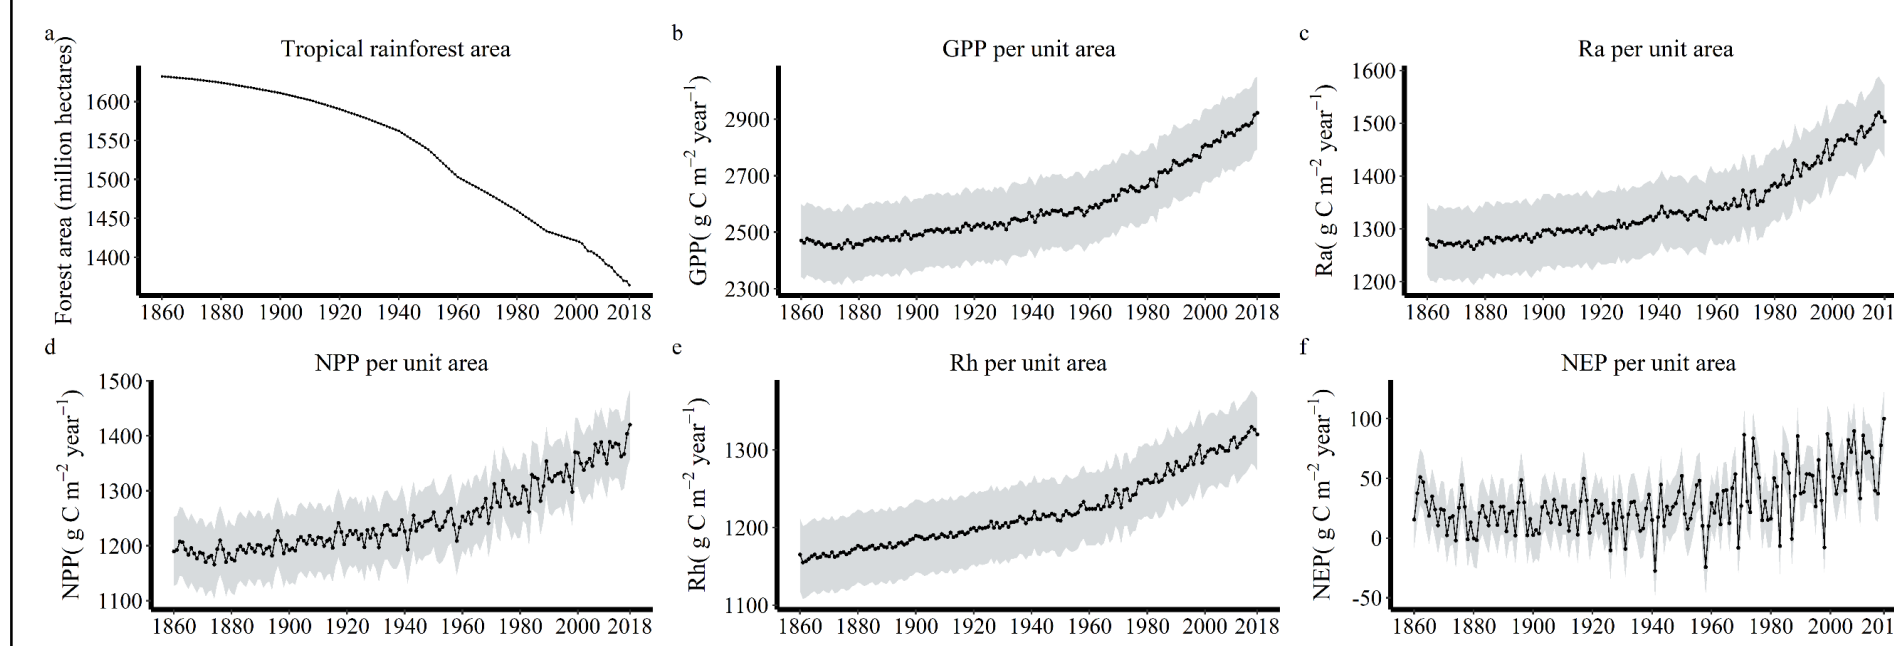 a
Tropical rainforest area
Forest area (million hectares)
1600
1550
1500
1450
1400
1860 1880 1900 1920 1940 1960 1980 2000 2018
b
GPP per unit area
GPP( g C m⁻² year⁻¹)
2900
2700
2500
2300
1860 1880 1900 1920 1940 1960 1980 2000 2018
c
Ra per unit area
Ra( g C m⁻² year⁻¹)
1600
1500
1400
1300
1200
1860 1880 1900 1920 1940 1960 1980 2000 201
d
NPP per unit area
NPP( g C m⁻² year⁻¹)
1500
1400
1300
1200
1100
1860 1880 1900 1920 1940 1960 1980 2000 2018
e
Rh per unit area
Rh( g C m⁻² year⁻¹)
1300
1200
1100
1860 1880 1900 1920 1940 1960 1980 2000 2018
f
NEP per unit area
NEP( g C m⁻² year⁻¹)
100
50
0
-50
1860 1880 1900 1920 1940 1960 1980 2000 2018